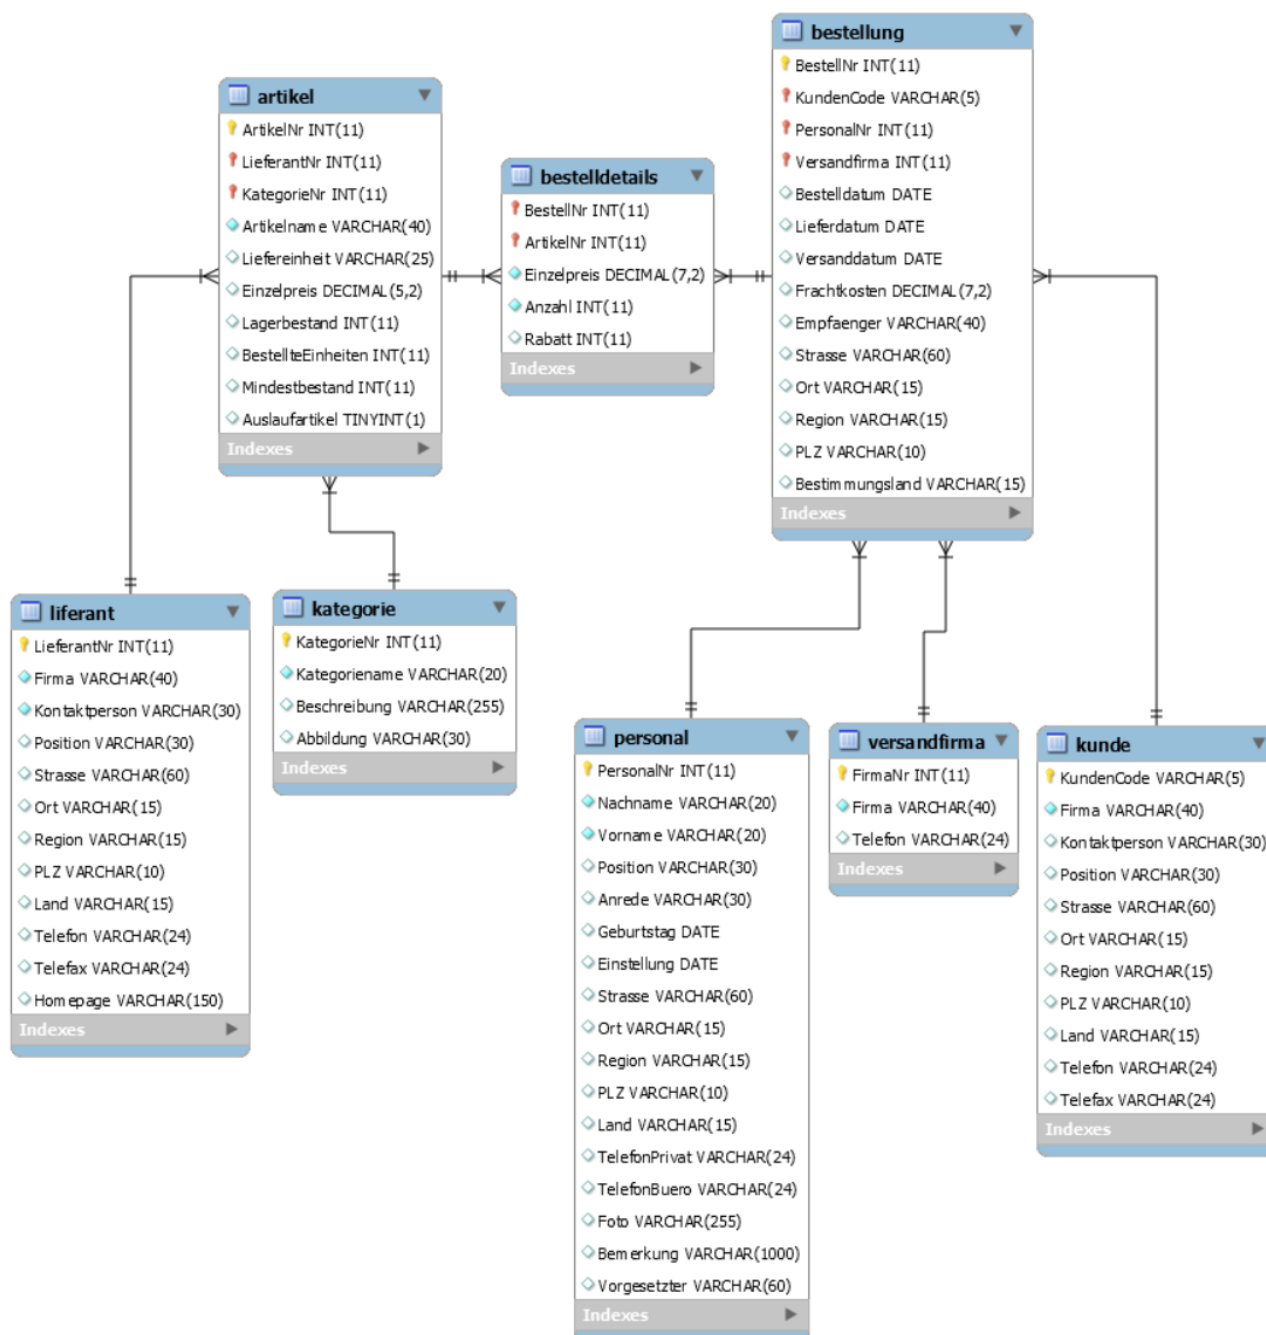 artikel
ArtikelNr INT(11)
LieferantNr INT(11)
KategorieNr INT(11)
Artikelname VARCHAR(40)
Liefereinheit VARCHAR(25)
Einzelpreis DECIMAL(5,2)
Lagerbestand INT(11)
BestellteEinheiten INT(11)
Mindestbestand INT(11)
Auslaufartikel TINYINT(1)
Indexes
bestelldetails
BestellNr INT(11)
ArtikelNr INT(11)
Einzelpreis DECIMAL(7,2)
Anzahl INT(11)
Rabatt INT(11)
Indexes
bestellung
BestellNr INT(11)
KundenCode VARCHAR(5)
PersonalNr INT(11)
Versandfirma INT(11)
Bestelldatum DATE
Lieferdatum DATE
Versanddatum DATE
Frachtkosten DECIMAL(7,2)
Empfaenger VARCHAR(40)
Strasse VARCHAR(60)
Ort VARCHAR(15)
Region VARCHAR(15)
PLZ VARCHAR(10)
Bestimmungsland VARCHAR(15)
Indexes
liferant
LieferantNr INT(11)
Firma VARCHAR(40)
Kontaktperson VARCHAR(30)
Position VARCHAR(30)
Strasse VARCHAR(60)
Ort VARCHAR(15)
Region VARCHAR(15)
PLZ VARCHAR(10)
Land VARCHAR(15)
Telefon VARCHAR(24)
Telefax VARCHAR(24)
Homepage VARCHAR(150)
Indexes
kategorie
KategorieNr INT(11)
Kategoriename VARCHAR(20)
Beschreibung VARCHAR(255)
Abbildung VARCHAR(30)
Indexes
personal
PersonalNr INT(11)
Nachname VARCHAR(20)
Vorname VARCHAR(20)
Position VARCHAR(30)
Anrede VARCHAR(30)
Geburtstag DATE
Einstellung DATE
Strasse VARCHAR(60)
Ort VARCHAR(15)
Region VARCHAR(15)
PLZ VARCHAR(10)
Land VARCHAR(15)
TelefonPrivat VARCHAR(24)
TelefonBuero VARCHAR(24)
Foto VARCHAR(255)
Bemerkung VARCHAR(1000)
Vorgesetzter VARCHAR(60)
Indexes
versandfirma
FirmaNr INT(11)
Firma VARCHAR(40)
Telefon VARCHAR(24)
Indexes
kunde
KundenCode VARCHAR(5)
Firma VARCHAR(40)
Kontaktperson VARCHAR(30)
Position VARCHAR(30)
Strasse VARCHAR(60)
Ort VARCHAR(15)
Region VARCHAR(15)
PLZ VARCHAR(10)
Land VARCHAR(15)
Telefon VARCHAR(24)
Telefax VARCHAR(24)
Indexes